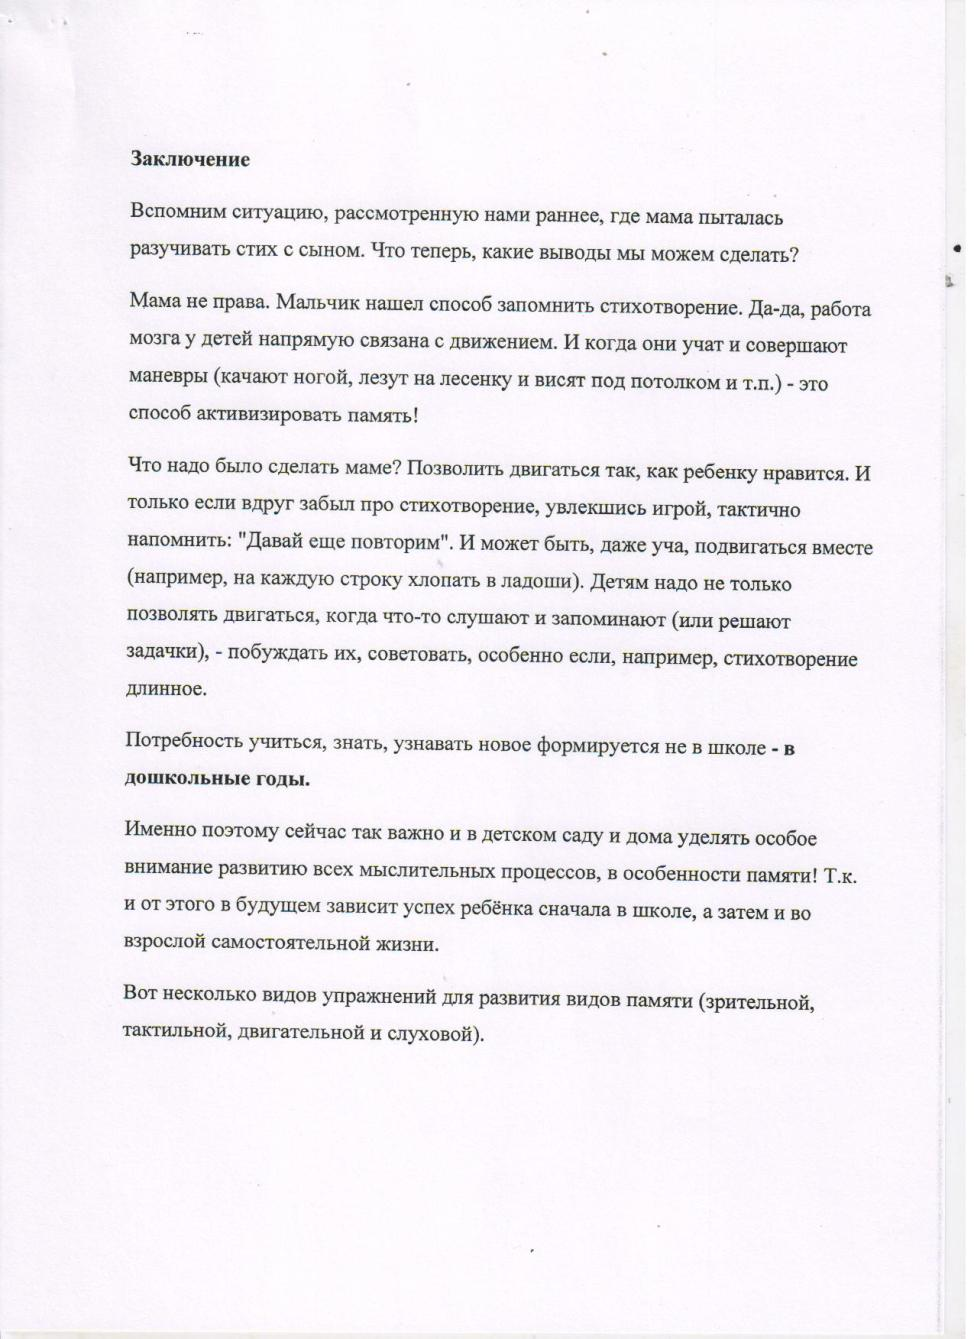 Заключение
Вспомним ситуацию, рассмотренную нами раннее, где мама пыталась
разучивать стих с сыном. Что теперь, какие выводы мы можем сделать?
Мама не права. Мальчик нашел способ запомнить стихотворение. Да-да, работа
мозга у детей напрямую связана с движением. И когда они учат и совершают
маневры (качают ногой, лезут на лесенку и висят под потолком и т.п.) - это
способ активизировать память!
Что надо было сделать маме? Позволить двигаться так, как ребенку нравится. И
только если вдруг забыл про стихотворение, увлекшись игрой, тактично
напомнить: "Давай еще повторим". И может быть, даже уча, подвигаться вместе
(например, на каждую строку хлопать в ладоши). Детям надо не только
позволять двигаться, когда что-то слушают и запоминают (или решают
задачки), - побуждать их, советовать, особенно если, например, стихотворение
длинное.
Потребность учиться, знать, узнавать новое формируется не в школе - в
дошкольные годы.
Именно поэтому сейчас так важно и в детском саду и дома уделять особое
внимание развитию всех мыслительных процессов, в особенности памяти! Т.к.
и от этого в будущем зависит успех ребёнка сначала в школе, а затем и во
взрослой самостоятельной жизни.
Вот несколько видов упражнений для развития видов памяти (зрительной,
тактильной, двигательной и слуховой).